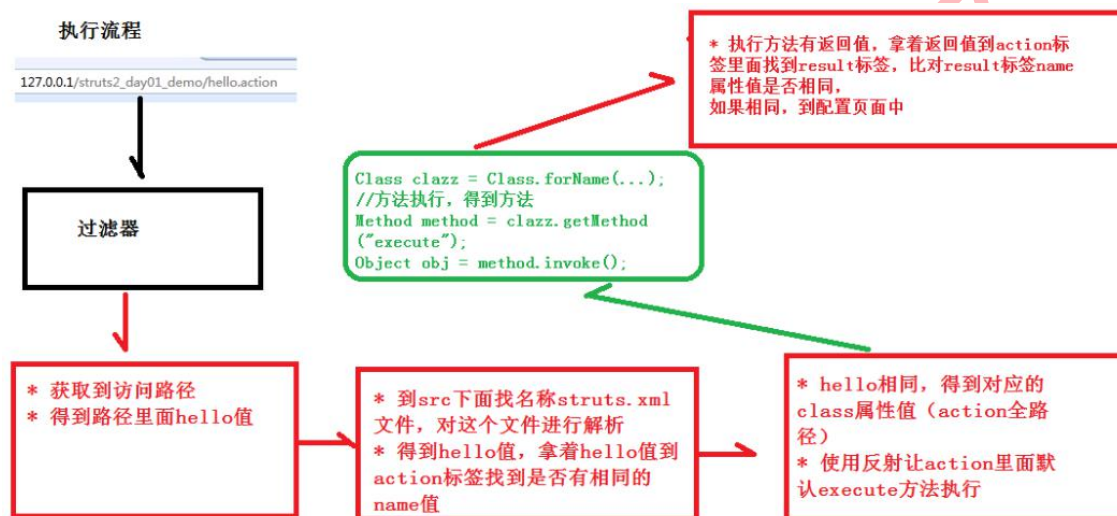 执行流程
127.0.0.1/struts2_day01_demo/hello.action
过滤器
* 获取到访问路径
* 得到路径里面hello值
* 到src下面找名称struts.xml
文件，对这个文件进行解析
* 得到hello值，拿着hello值到
action标签找到是否有相同的
name值
* hello相同，得到对应的
class属性值（action全路
径）
* 使用反射让action里面默
认execute方法执行
Class clazz = Class.forName(...);
//方法执行，得到方法
Method method = clazz.getMethod
("execute");
Object obj = method.invoke();
* 执行方法有返回值，拿着返回值到action标
签里面找到result标签，比对result标签name
属性值是否相同，
如果相同，到配置页面中